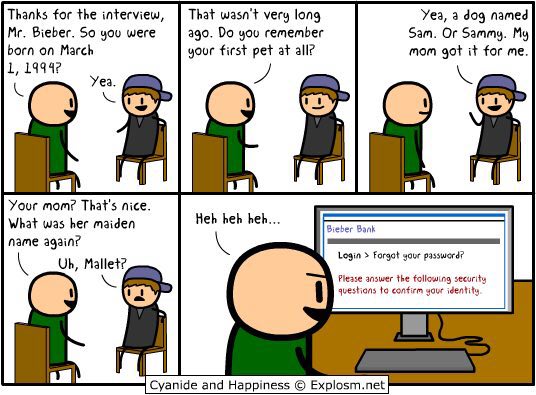 Thanks for the interview,
Mr. Bieber. So you were
born on March
1, 1994?
Yea.
That wasn't very long
ago. Do you remember
your first pet at all?
Yea, a dog named
Sam. Or Sammy. My
mom got it for me.
Your mom? That's nice.
What was her maiden
name again?
Uh, Mallet?
Heh heh heh...
Bieber Bank
Login > Forgot your password?
Please answer the following security
questions to confirm your identity.
Cyanide and Happiness © Explosm.net